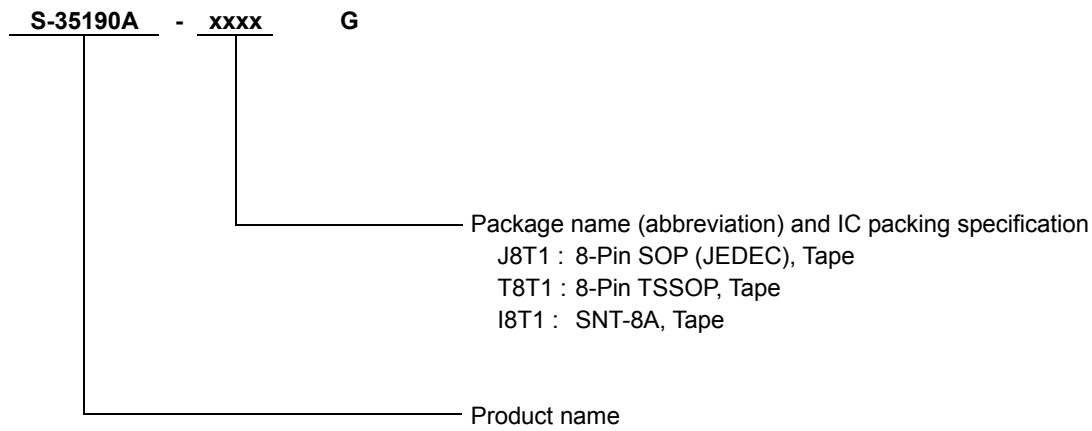 S-35190A - xxxx G
Package name (abbreviation) and IC packing specification
J8T1 : 8-Pin SOP (JEDEC), Tape
T8T1 : 8-Pin TSSOP, Tape
I8T1 : SNT-8A, Tape
Product name